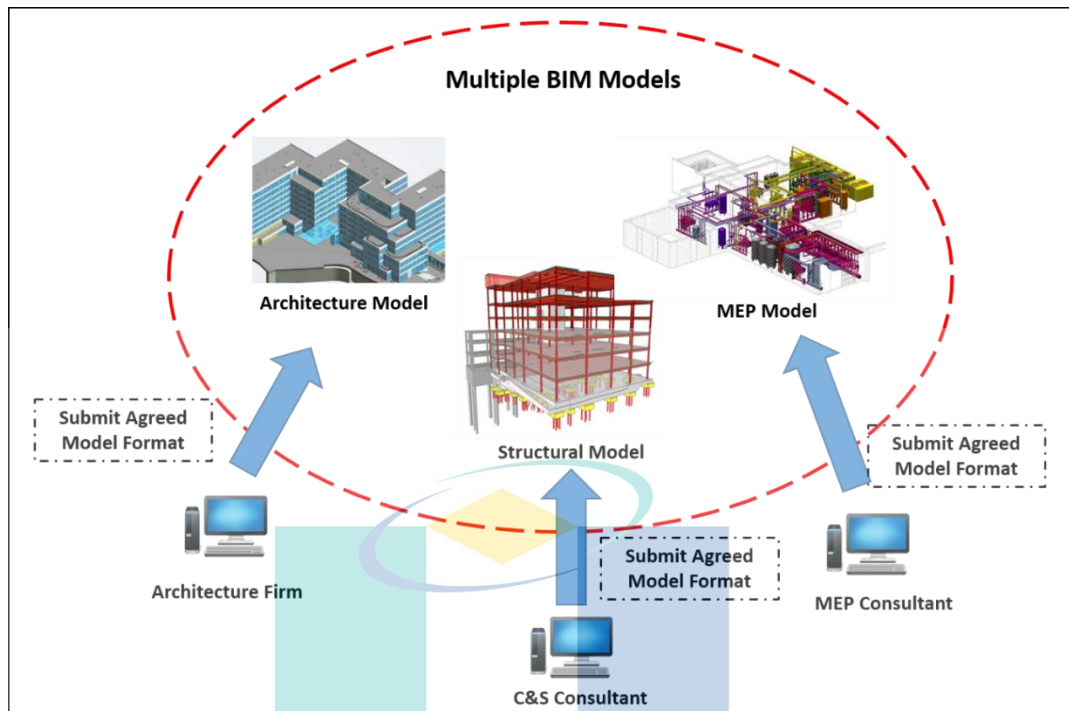 Multiple BIM Models
Architecture Model
MEP Model
Structural Model
Submit Agreed
Model Format
Submit Agreed
Model Format
Submit Agreed
Model Format
Architecture Firm
MEP Consultant
C&S Consultant